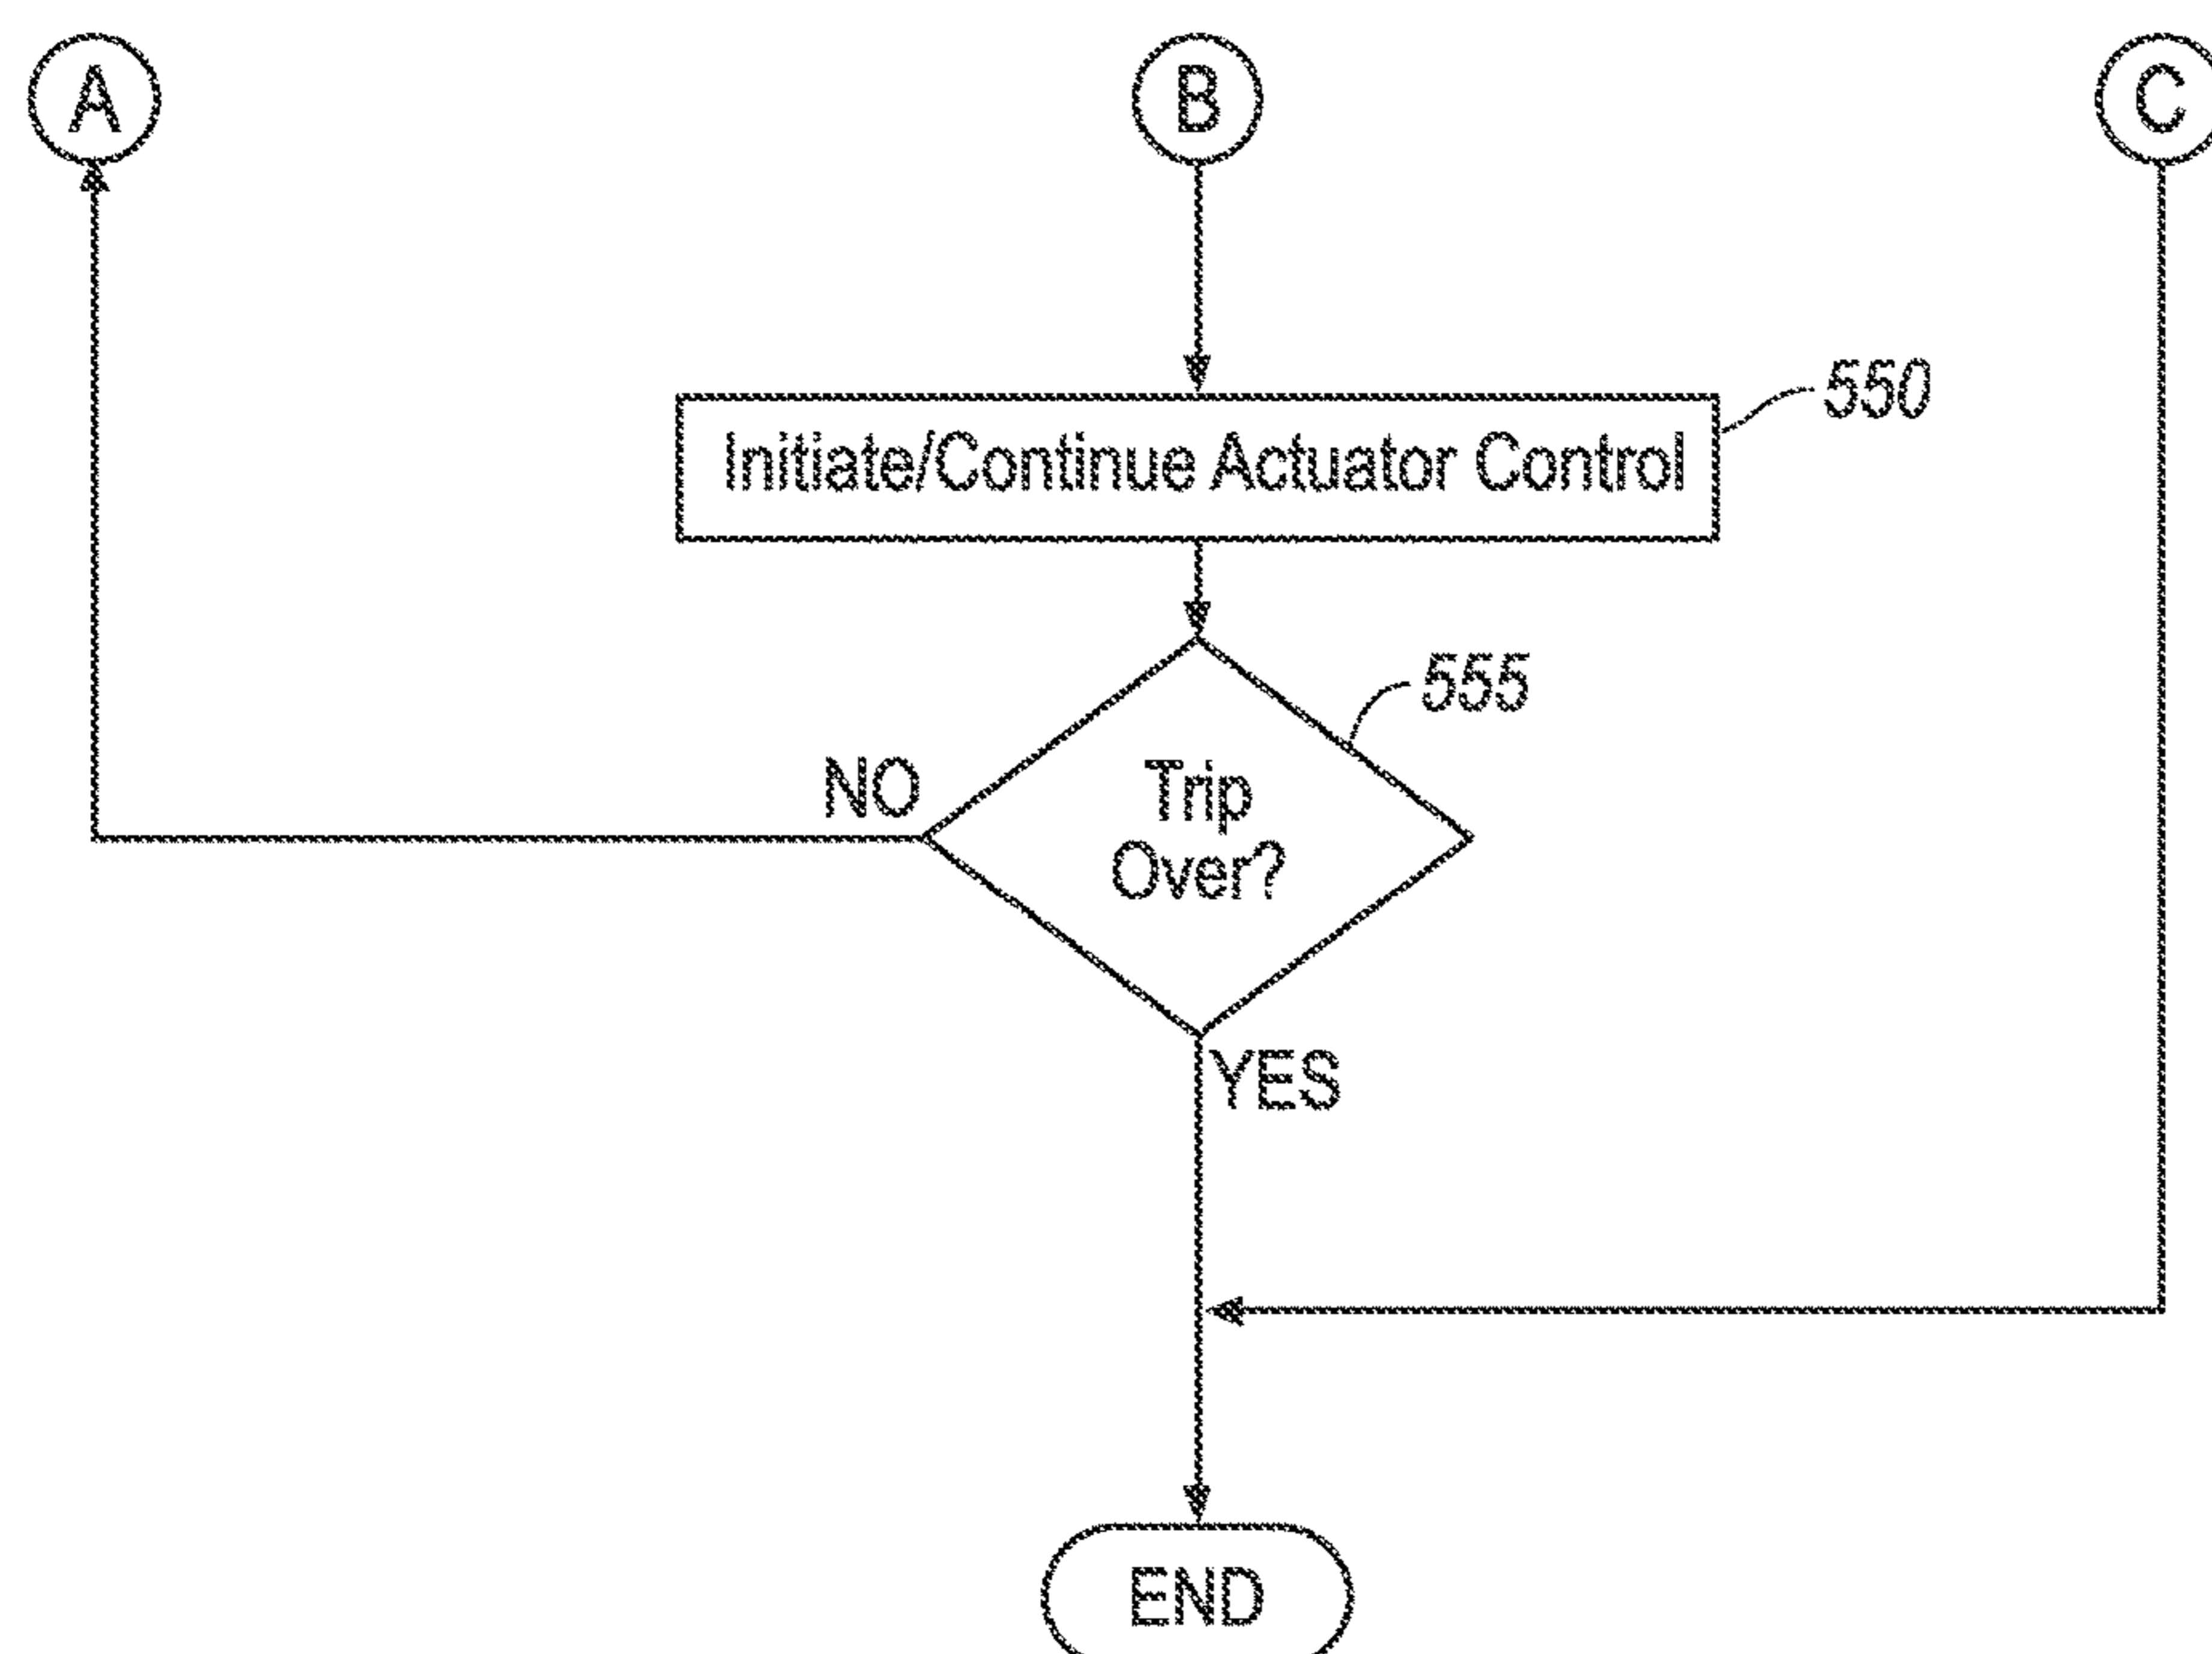 A
B
C
550
Initiate/Continue Actuator Control
555
NO
Trip
Over?
YES
END